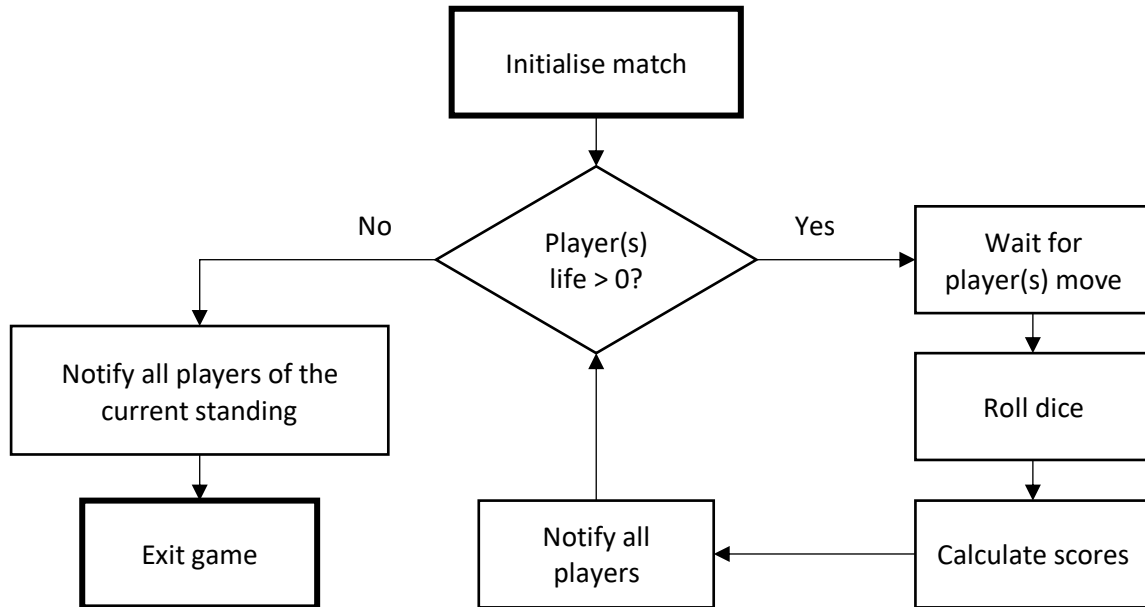 Initialise match
No
Yes
Player(s)
life > 0?
Wait for
player(s) move
Notify all players of the
current standing
Roll dice
Exit game
Notify all
players
Calculate scores